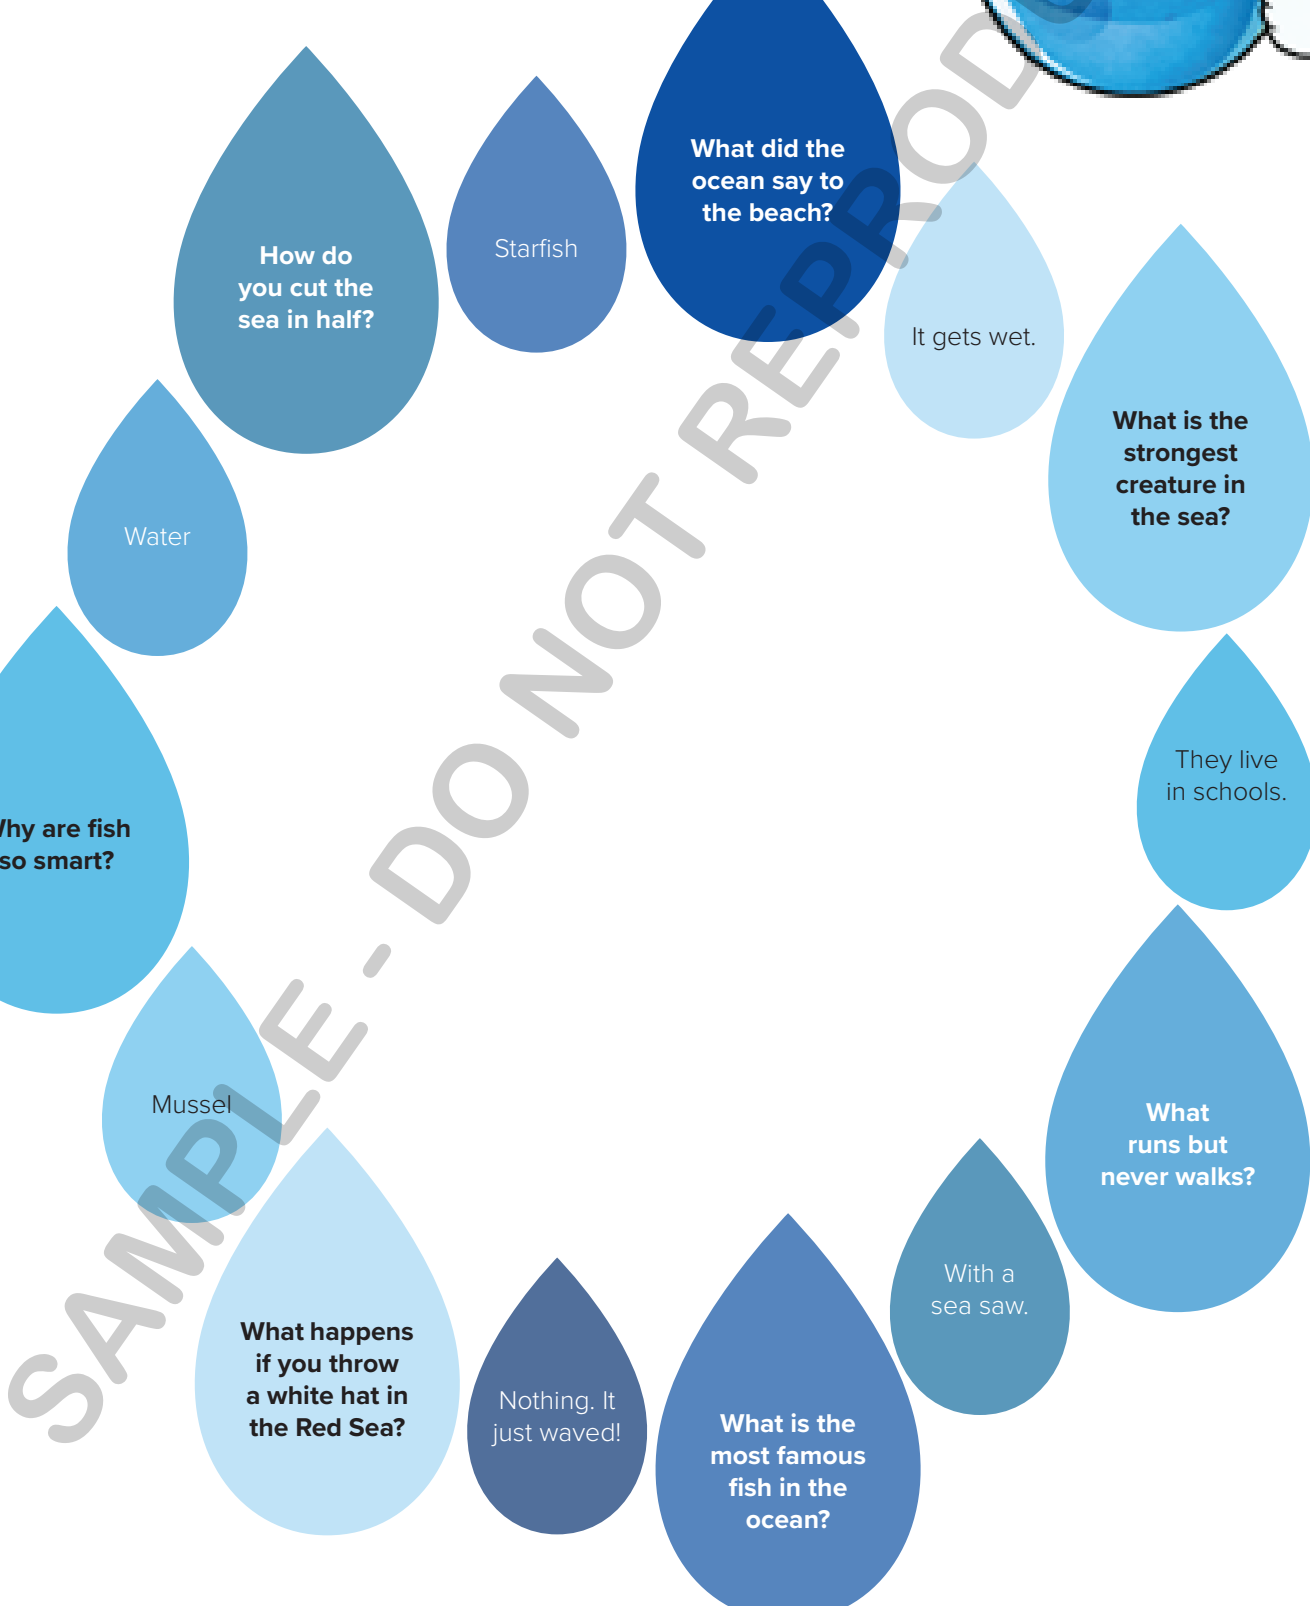 What did the
ocean say to
the beach?
Starfish
How do
you cut the
sea in half?
It gets wet.
What is the
strongest
creature in
the sea?
Water
They live
in schools.
hy are fish
so smart?
Mussel
What
runs but
never walks?
With a
sea saw.
What happens
if you throw
a white hat in
the Red Sea?
Nothing. It
just waved!
What is the
most famous
fish in the
ocean?
SAMPLE - DO NOT REPROD